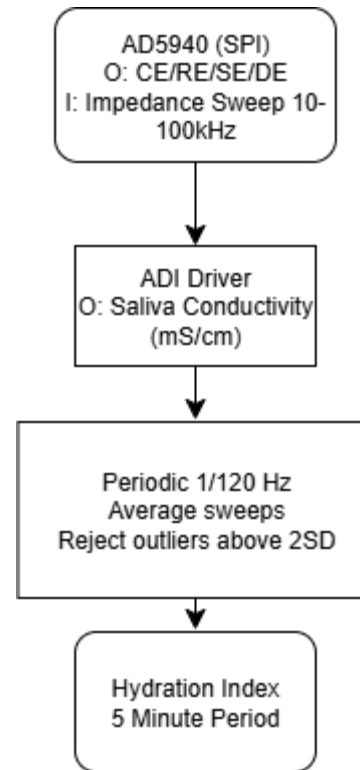 AD5940 (SPI)
O: CE/RE/SE/DE
I: Impedance Sweep 10-
100kHz
ADI Driver
O: Saliva Conductivity
(mS/cm)
Periodic 1/120 Hz
Average sweeps
Reject outliers above 2SD
Hydration Index
5 Minute Period